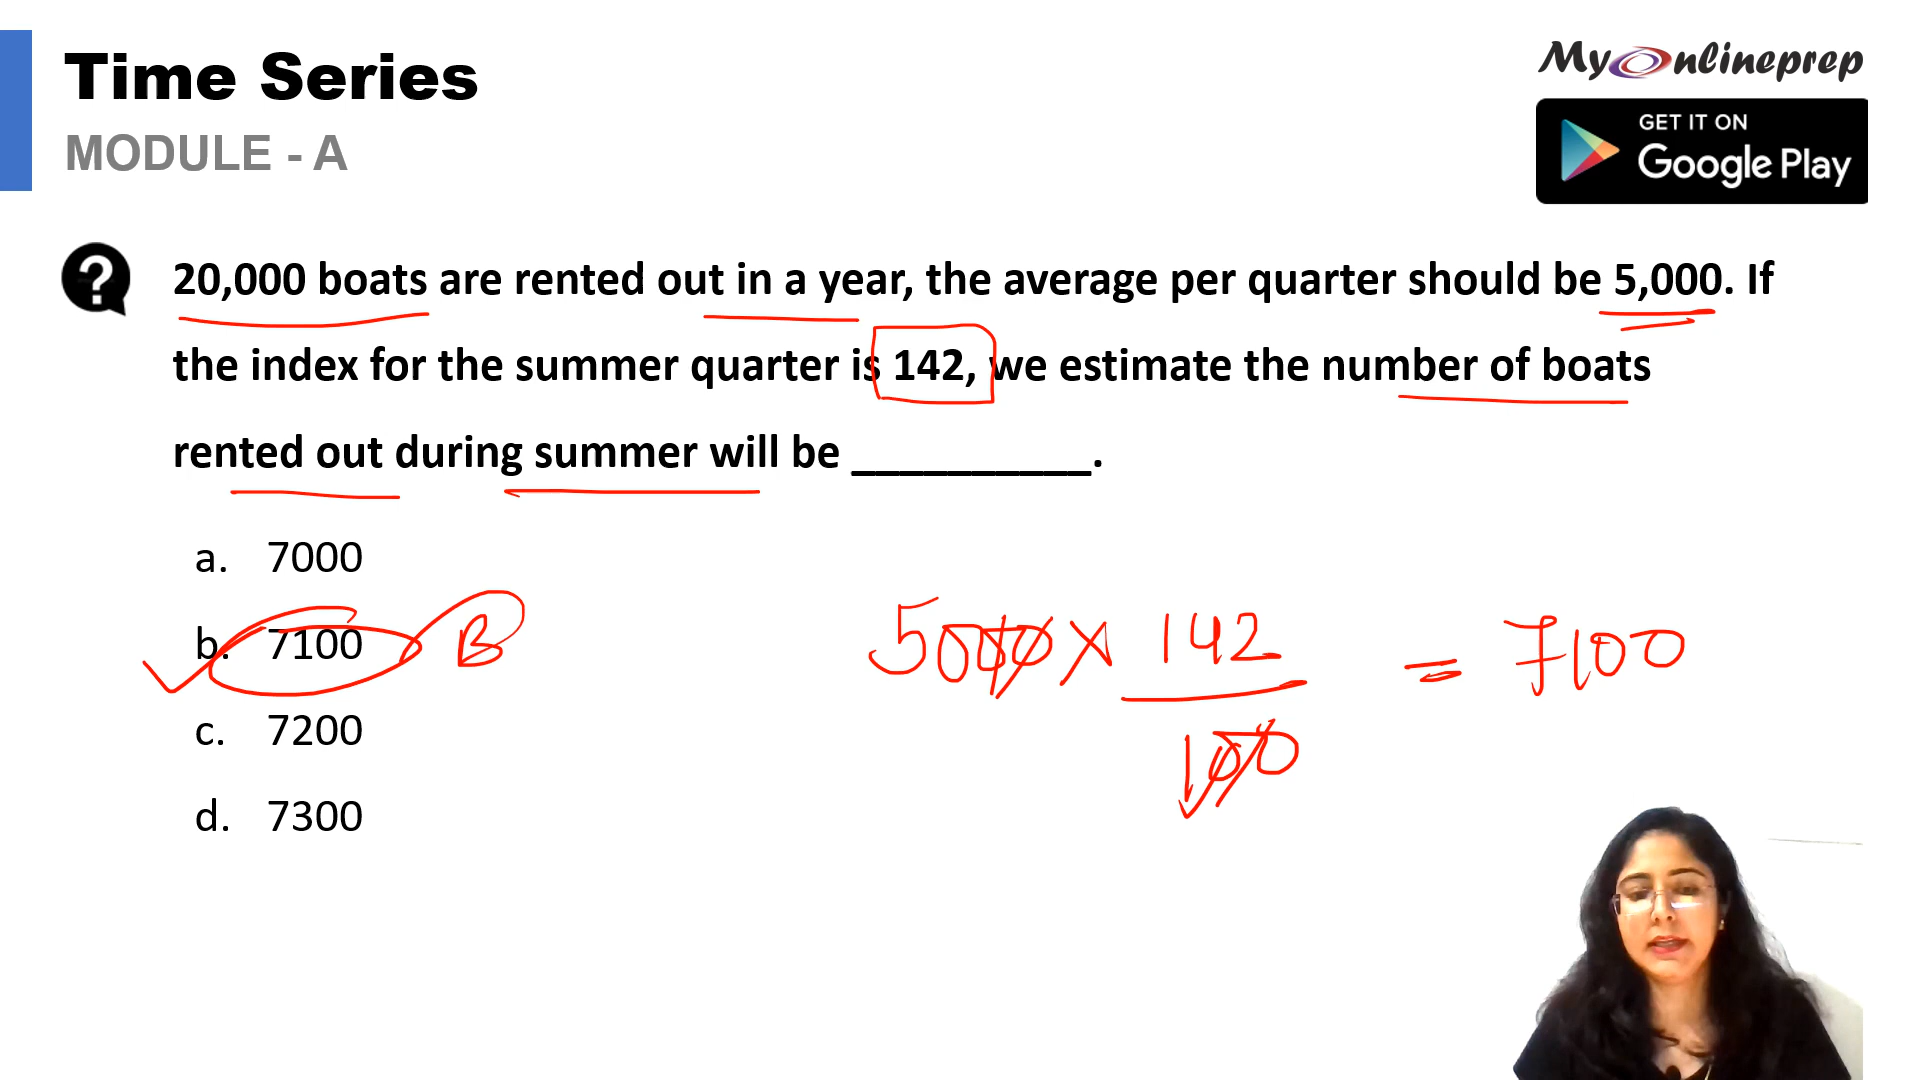 Time Series
MODULE - A
MyOnlineprep
GET IT ON
Google Play
20,000 boats are rented out in a year, the average per quarter should be 5,000. If
the index for the summer quarter is 142, we estimate the number of boats
rented out during summer will be __________.
a. 7000
b. 7100 B
c. 7200
d. 7300
5000 × 142
100
= 7100